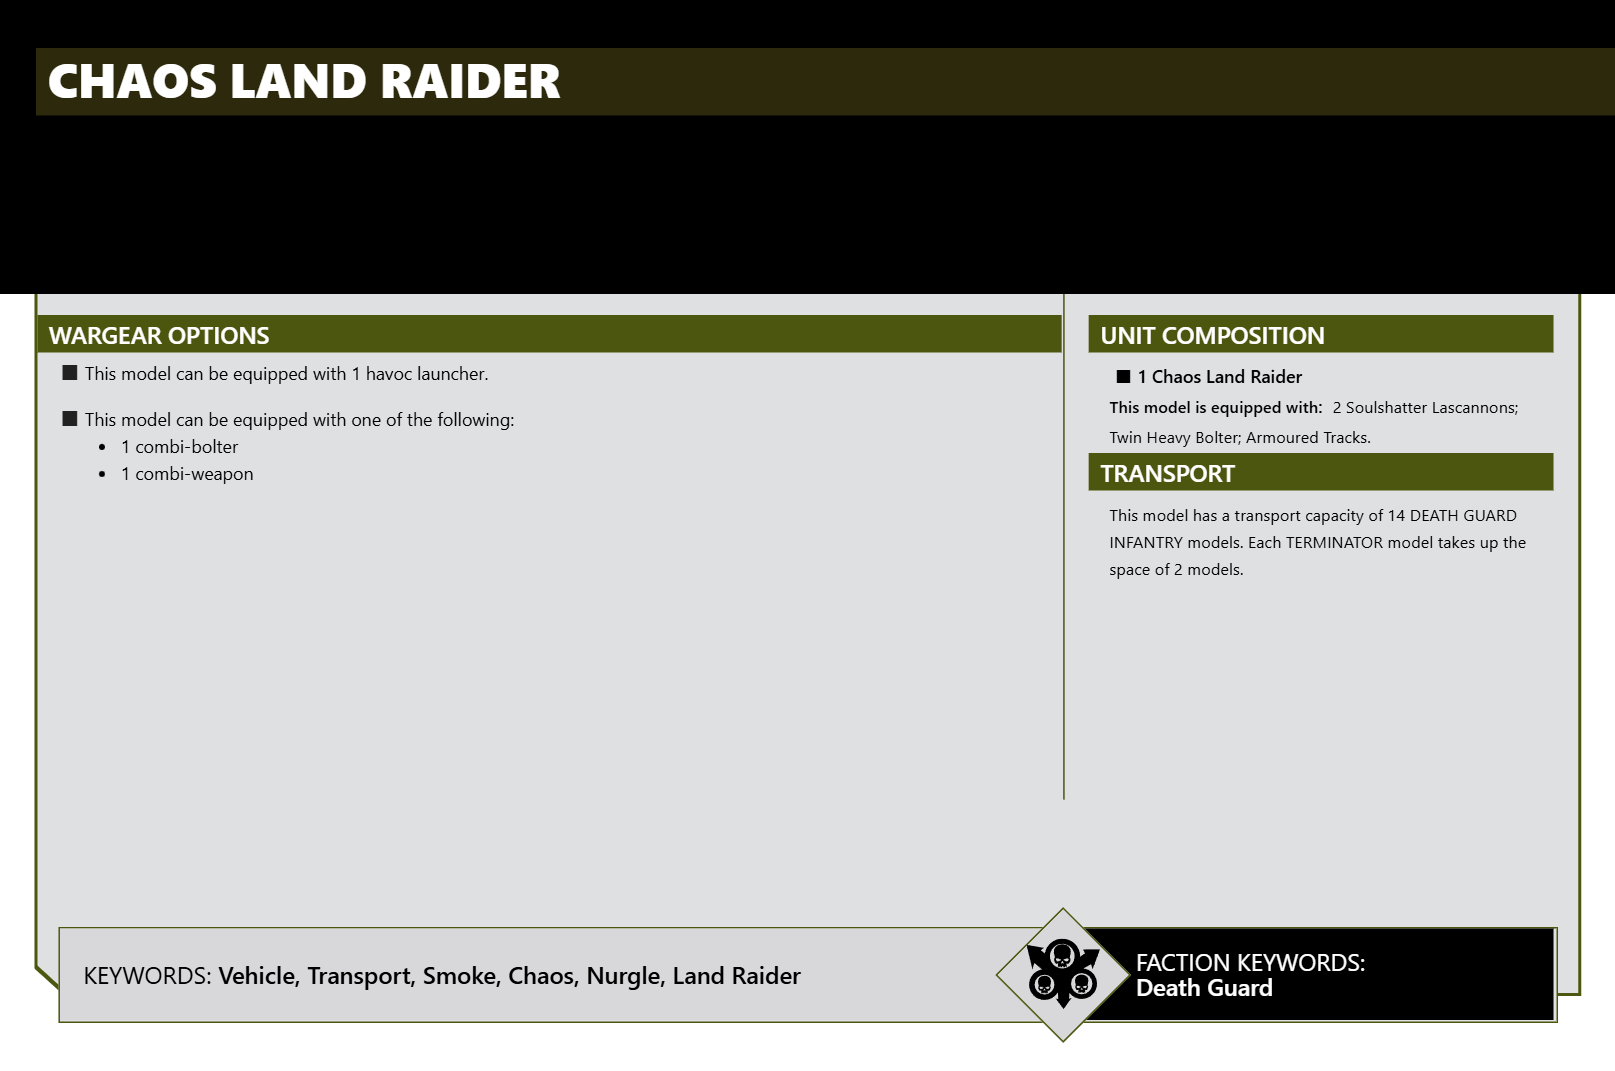 CHAOS LAND RAIDER
WARGEAR OPTIONS
■ This model can be equipped with 1 havoc launcher.
■ This model can be equipped with one of the following:
• 1 combi-bolter
• 1 combi-weapon
UNIT COMPOSITION
■ 1 Chaos Land Raider
This model is equipped with: 2 Soulshatter Lascannons;
Twin Heavy Bolter; Armoured Tracks.
TRANSPORT
This model has a transport capacity of 14 DEATH GUARD
INFANTRY models. Each TERMINATOR model takes up the
space of 2 models.
KEYWORDS: Vehicle, Transport, Smoke, Chaos, Nurgle, Land Raider
FACTION KEYWORDS:
Death Guard